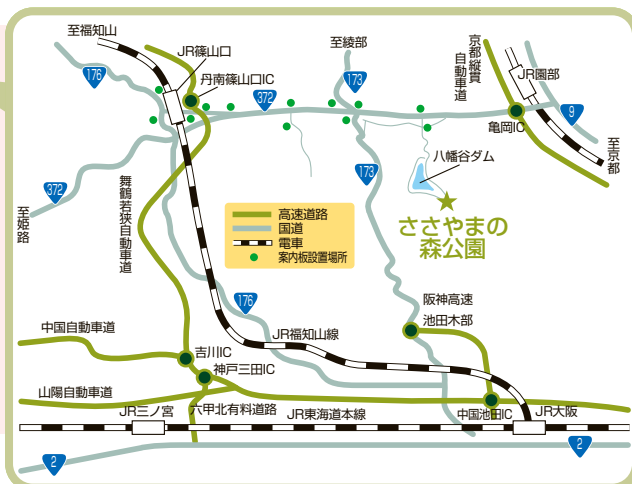 至福知山
JR篠山口
176
丹南篠山口IC
至綾部
173
372
京都縦貫
自動車道
JR園部
9
亀岡IC
至京都
八幡谷ダム
173
ささやまの
森公園
372
至姫路
舞鶴若狭自動車道
高速道路
国道
電車
案内板設置場所
176
阪神高速
池田木部
中国自動車道
JR福知山線
吉川IC
神戸三田IC
山陽自動車道
六甲北有料道路
中国池田IC
JR三ノ宮
JR東海道本線
JR大阪
2
2